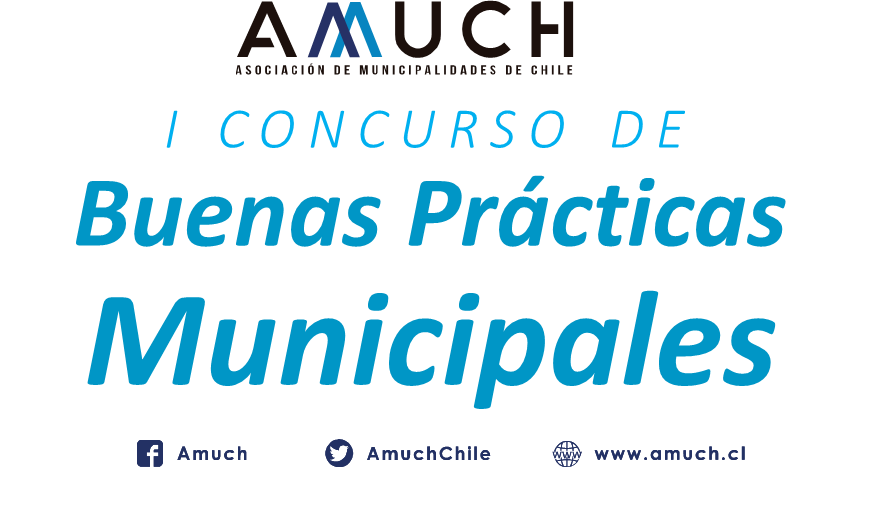 AMUCH
ASOCIACIÓN DE MUNICIPALIDADES DE CHILE
I CONCURSO DE
Buenas Prácticas
Municipales
Amuch AmuchChile www.amuch.cl